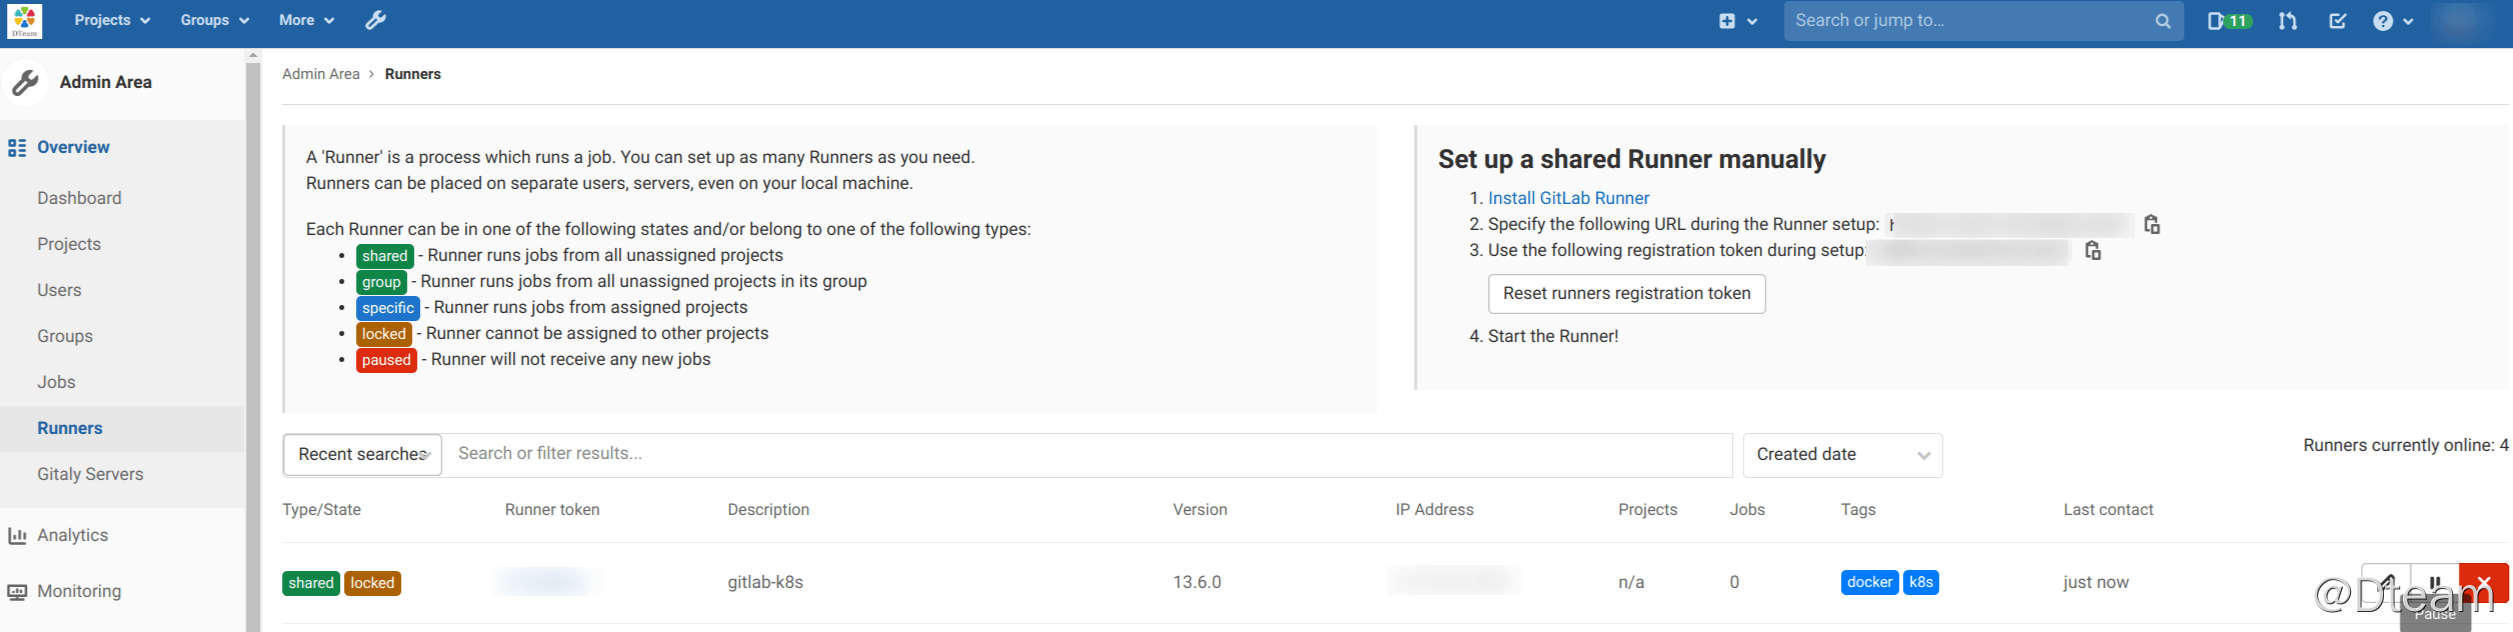 DTeam
Projects Groups More
Search or jump to...
11
Admin Area
Overview
Dashboard
Projects
Users
Groups
Jobs
Runners
Gitaly Servers
Analytics
Monitoring
Admin Area > Runners
A 'Runner' is a process which runs a job. You can set up as many Runners as you need.
Runners can be placed on separate users, servers, even on your local machine.
Each Runner can be in one of the following states and/or belong to one of the following types:
• shared - Runner runs jobs from all unassigned projects
• group - Runner runs jobs from all unassigned projects in its group
• specific - Runner runs jobs from assigned projects
• locked - Runner cannot be assigned to other projects
• paused - Runner will not receive any new jobs
Set up a shared Runner manually
1. Install GitLab Runner
2. Specify the following URL during the Runner setup:
3. Use the following registration token during setup:
Reset runners registration token
4. Start the Runner!
Recent searches Search or filter results... Created date
Runners currently online: 4
Type/State Runner token Description Version IP Address Projects Jobs Tags Last contact
shared locked gitlab-k8s 13.6.0 n/a 0 docker k8s just now
@Dteam
Pause